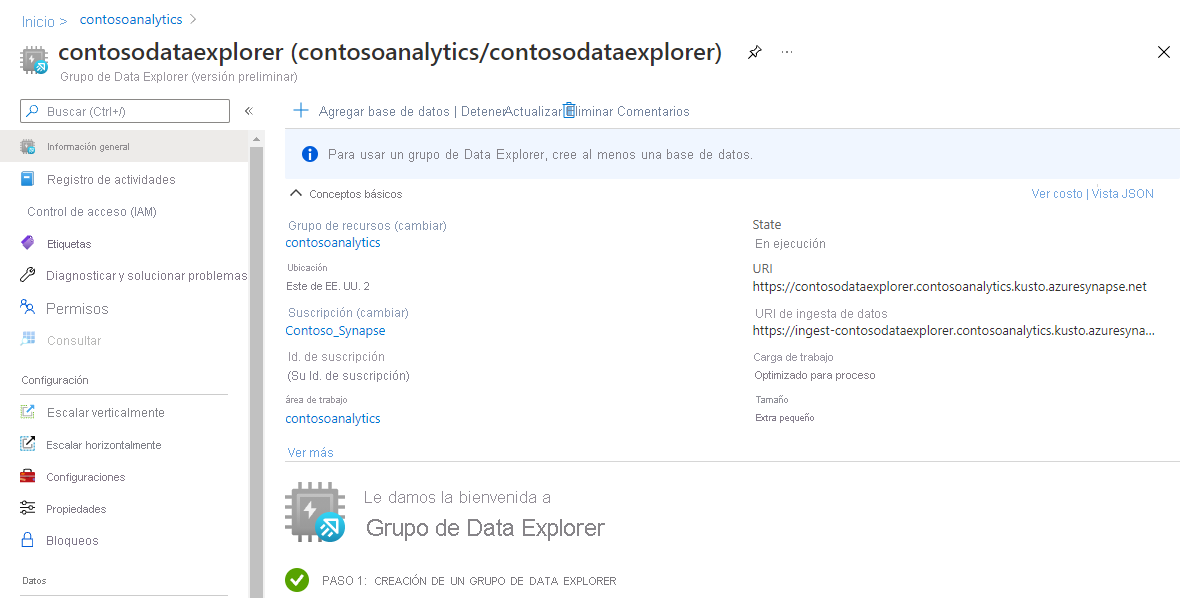 Inicio > contosoanalytics >
contosodataexplorer (contosoanalytics/contosodataexplorer) ...
Grupo de Data Explorer (versión preliminar)
Buscar (Ctrl+/) «
Información general
Registro de actividades
Control de acceso (IAM)
Etiquetas
Diagnosticar y solucionar problemas
Permisos
Consultar
Configuración
Escalar verticalmente
Escalar horizontalmente
Configuraciones
Propiedades
Bloqueos
Datos
Agregar base de datos | Detener Actualizar Eliminar Comentarios
Para usar un grupo de Data Explorer, cree al menos una base de datos.
Conceptos básicos
Ver costo | Vista JSON
Grupo de recursos (cambiar)
contosoanalytics
Ubicación
Este de EE. UU. 2
Suscripción (cambiar)
Contoso_Synapse
Id. de suscripción
(Su Id. de suscripción)
área de trabajo
contosoanalytics
Ver más
State
En ejecución
URI
https://contosodataexplorer.contosoanalytics.kusto.azuresynapse.net
URI de ingesta de datos
https://ingest-contosodataexplorer.contosoanalytics.kusto.azuresyna...
Carga de trabajo
Optimizado para proceso
Tamaño
Extra pequeño
Le damos la bienvenida a
Grupo de Data Explorer
PASO 1: CREACIÓN DE UN GRUPO DE DATA EXPLORER